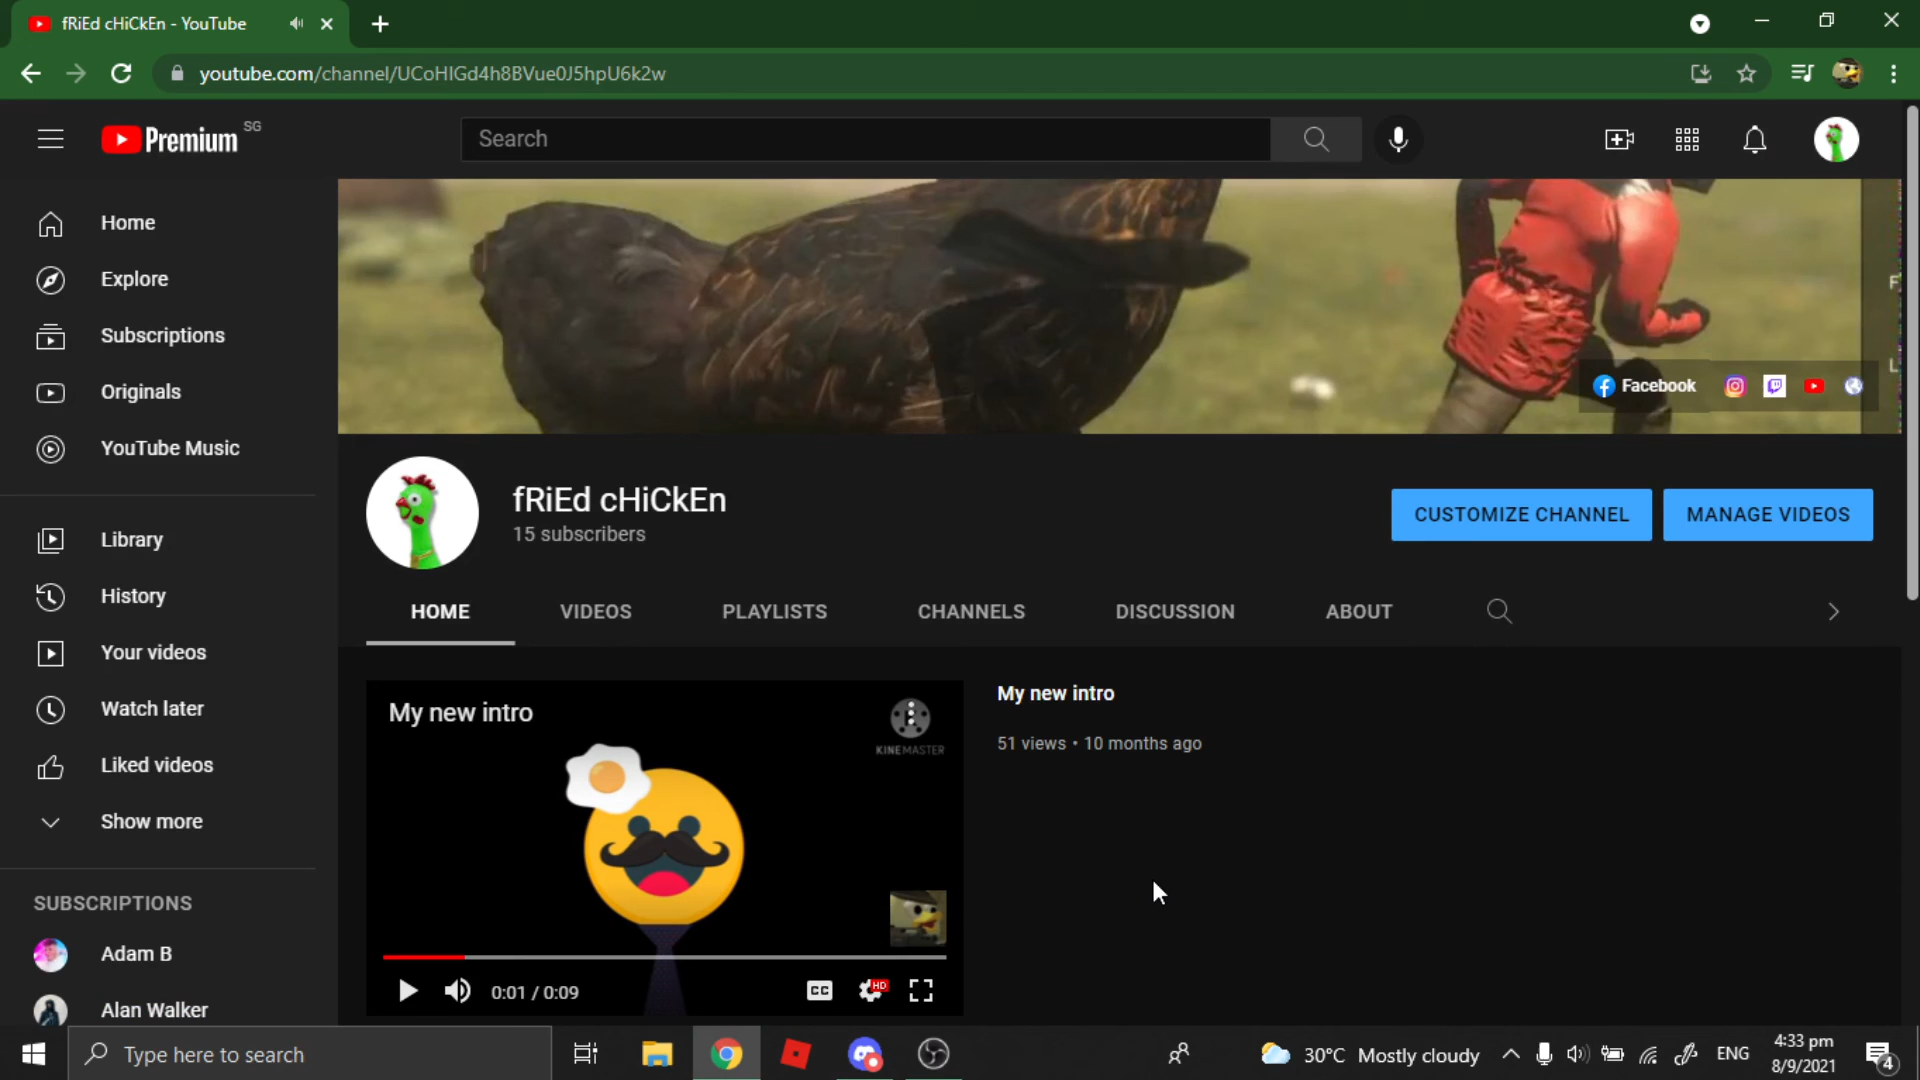 fRiEd cHiCkEn - YouTube
youtube.com/channel/UCoHIGd4h8BVue0J5hpU6k2w
Premium SG
Search
Home
Explore
Subscriptions
Originals
YouTube Music
Library
History
Your videos
Watch later
Liked videos
Show more
SUBSCRIPTIONS
Adam B
Alan Walker
Facebook
fRiEd cHiCkEn
15 subscribers
CUSTOMIZE CHANNEL
MANAGE VIDEOS
HOME
VIDEOS
PLAYLISTS
CHANNELS
DISCUSSION
ABOUT
My new intro
KINEMASTER
0:01 / 0:09
CC
HD
My new intro
51 views • 10 months ago
Type here to search
30°C Mostly cloudy
ENG
4:33 pm
8/9/2021
4